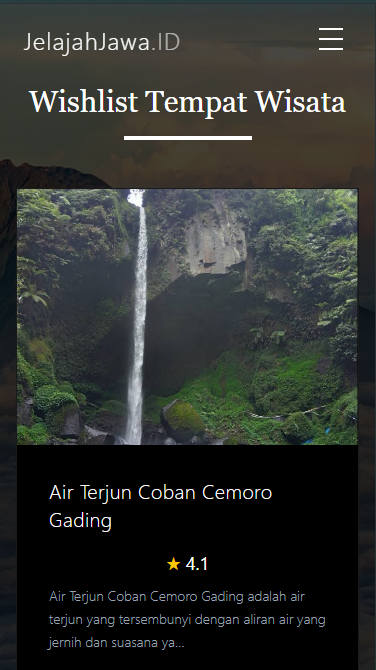 JelajahJawa.ID
Wishlist Tempat Wisata
Air Terjun Coban Cemoro
Gading
★ 4.1
Air Terjun Coban Cemoro Gading adalah air
terjun yang tersembunyi dengan aliran air yang
jernih dan suasana ya...